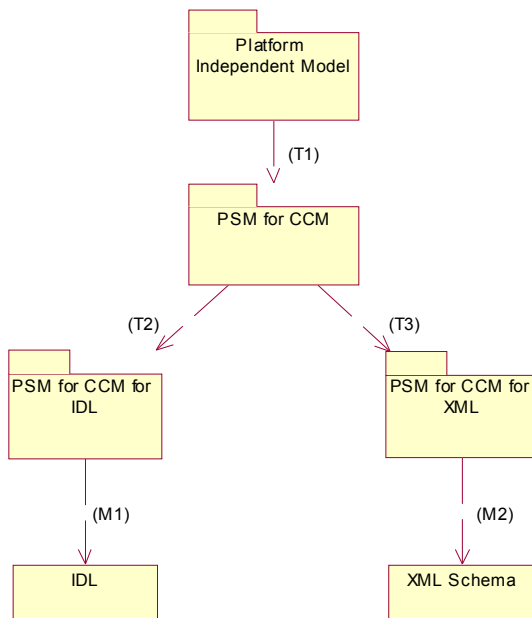 Platform
Independent Model
(T1)
PSM for CCM
(T2)
(T3)
PSM for CCM for
IDL
PSM for CCM for
XML
(M1)
(M2)
IDL
XML Schema